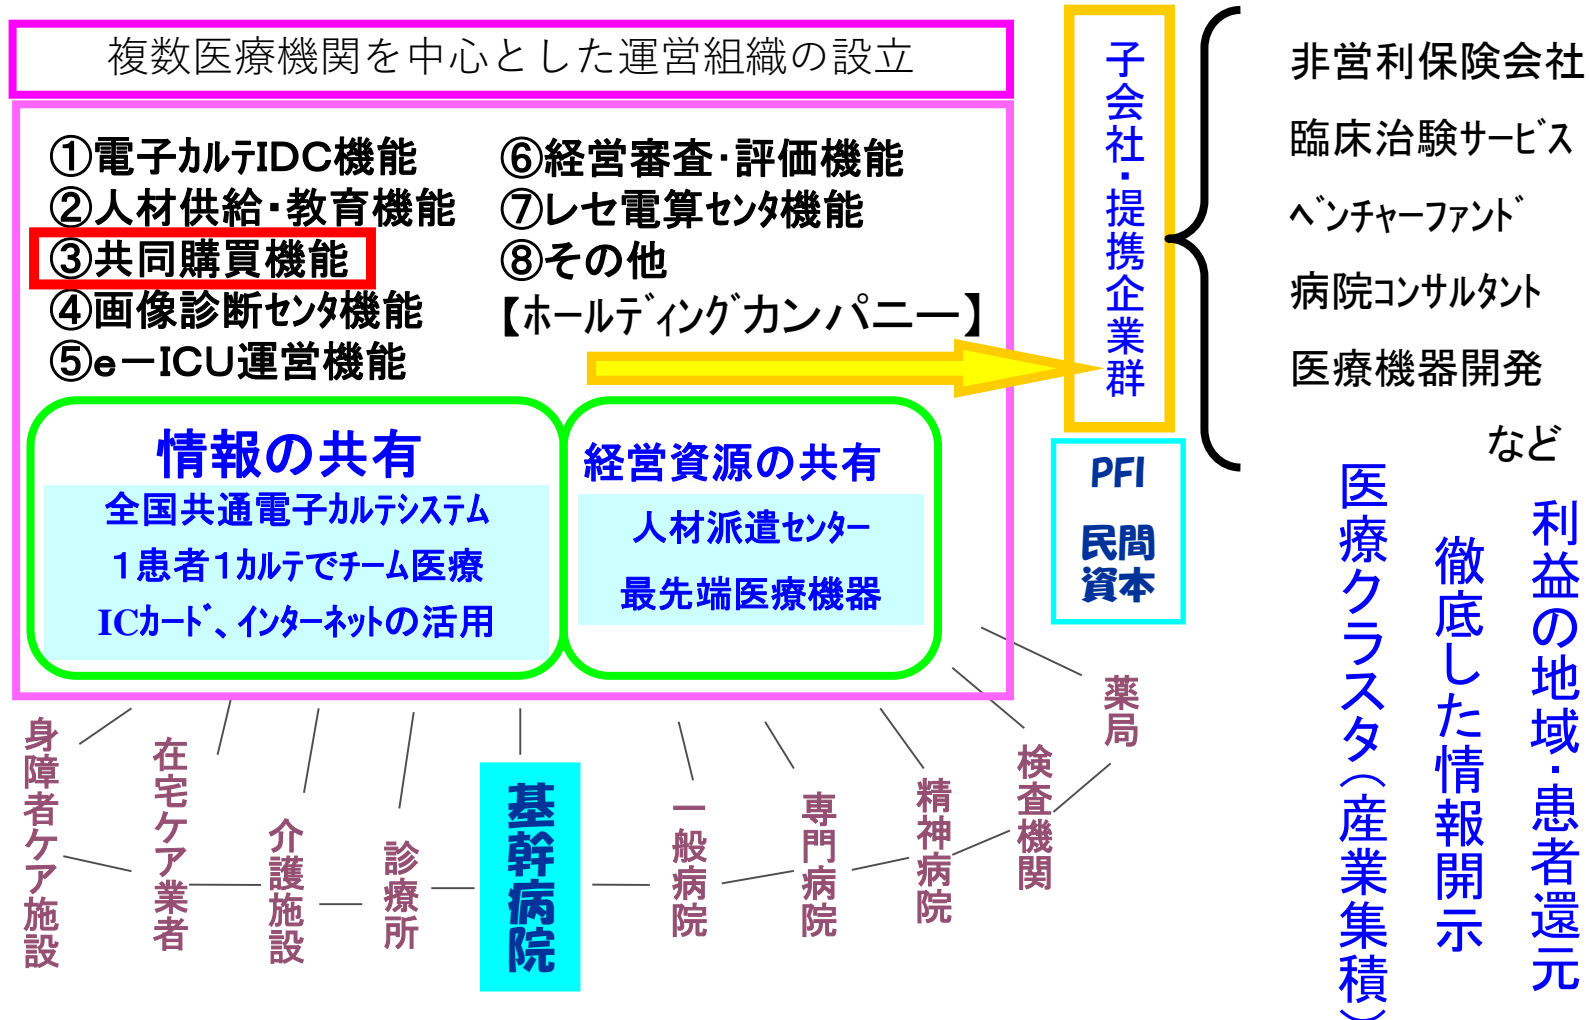 複数医療機関を中心とした運営組織の設立
①電子ｶﾙﾃIDC機能
②人材供給・教育機能
③共同購買機能
④画像診断ｾﾝﾀ機能
⑤e－ICU運営機能
⑥経営審査･評価機能
⑦レセ電算ｾﾝﾀ機能
⑧その他
【ﾎｰﾙﾃﾞｨﾝｸﾞカンパニー】
情報の共有
全国共通電子ｶﾙﾃｼｽﾃﾑ
１患者１ｶﾙﾃでﾁｰﾑ医療
ICｶｰﾄﾞ、ｲﾝﾀｰﾈｯﾄの活用
経営資源の共有
人材派遣ｾﾝﾀｰ
最先端医療機器
子会社・提携企業群
PFI
民間
資本
非営利保険会社
臨床治験ｻｰﾋﾞｽ
ﾍﾞﾝﾁｬｰﾌｧﾝﾄﾞ
病院ｺﾝｻﾙﾀﾝﾄ
医療機器開発
など
利益の地域・患者還元
徹底した情報開示
医療クラスタ（産業集積）
身障者ケア施設
在宅ケア業者
介護施設
診療所
基幹病院
一般病院
専門病院
精神病院
検査機関
薬局